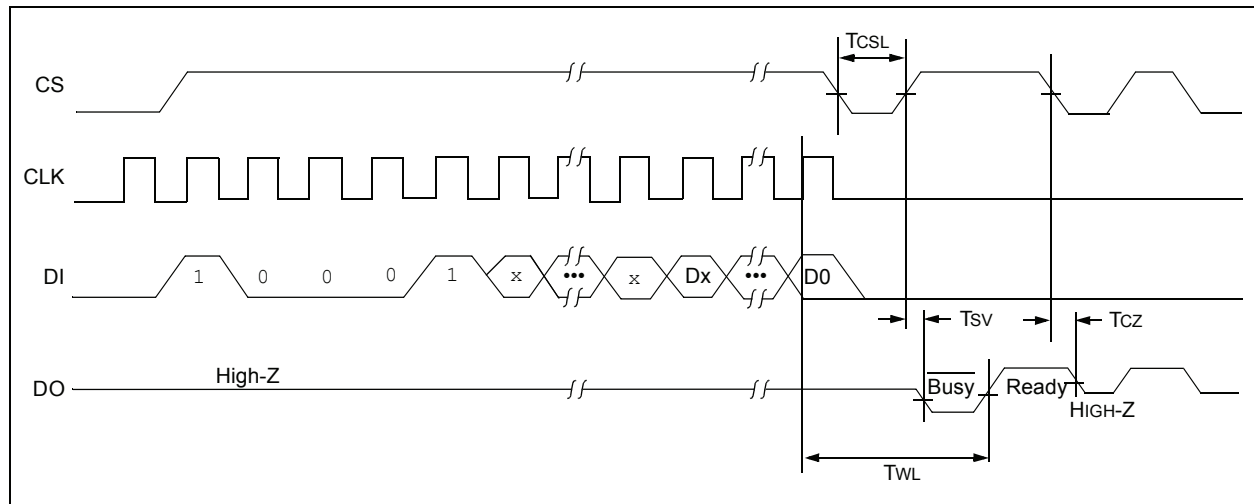 TCSL
CS
CLK
DI 1 0 0 0 1 x ••• x Dx ••• D0
TSV TCZ
High-Z
DO Busy Ready
HIGH-Z
TWL